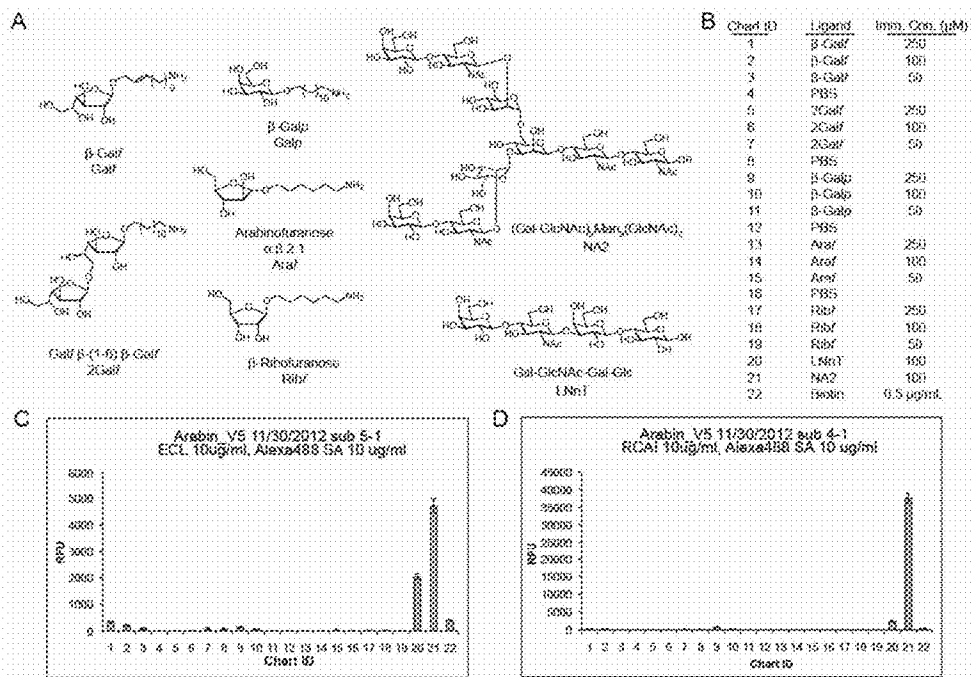 A
β-Galf
Galf
β-Galp
Galp
Arabinofuranose
α:β 2:1
Araf
Galf β-(1-6) β-Galf
2Galf
β-Ribofuranose
Ribf
(Gal-GlcNAc)₂Man₃(GlcNAc)₂
NA2
Gal-GlcNAc-Gal-Glc
LNnT
B
Chart ID Ligand Imm. Con. (μM)
1 β-Galf 250
2 β-Galf 100
3 β-Galf 50
4 PBS
5 2Galf 250
6 2Galf 100
7 2Galf 50
8 PBS
9 β-Galp 250
10 β-Galp 100
11 β-Galp 50
12 PBS
13 Araf 250
14 Araf 100
15 Araf 50
16 PBS
17 Ribf 250
18 Ribf 100
19 Ribf 50
20 LNnT 100
21 NA2 100
22 Biotin 0.5 μg/mL
C
Arabin_V5 11/30/2012 sub 5-1
ECL 10ug/ml, Alexa488 SA 10 ug/ml
RFU
6000
5000
4000
3000
2000
1000
0
1 2 3 4 5 6 7 8 9 10 11 12 13 14 15 16 17 18 19 20 21 22
Chart ID
D
Arabin_V5 11/30/2012 sub 4-1
RCAI 10ug/ml, Alexa488 SA 10 ug/ml
RFU
45000
40000
35000
30000
25000
20000
15000
10000
5000
0
1 2 3 4 5 6 7 8 9 10 11 12 13 14 15 16 17 18 19 20 21 22
Chart ID